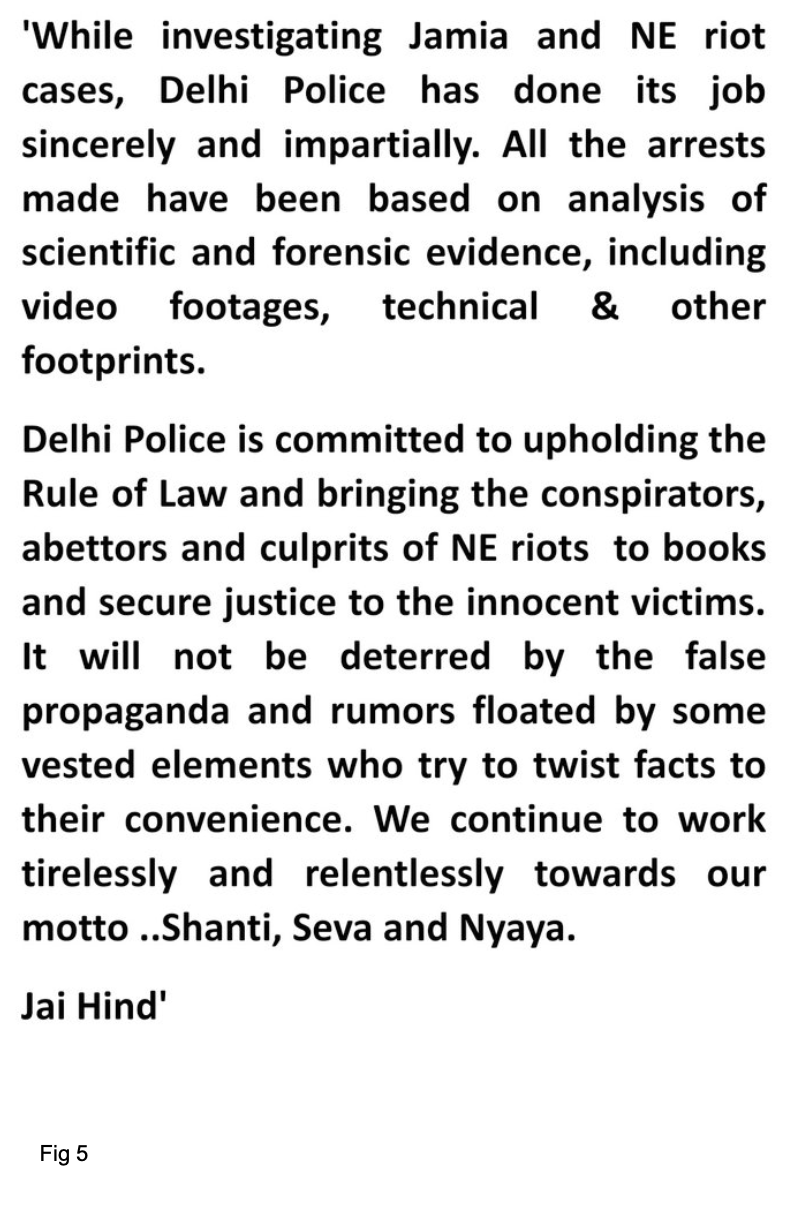 'While investigating Jamia and NE riot
cases, Delhi Police has done its job
sincerely and impartially. All the arrests
made have been based on analysis of
scientific and forensic evidence, including
video footages, technical & other
footprints.
Delhi Police is committed to upholding the
Rule of Law and bringing the conspirators,
abettors and culprits of NE riots to books
and secure justice to the innocent victims.
It will not be deterred by the false
propaganda and rumors floated by some
vested elements who try to twist facts to
their convenience. We continue to work
tirelessly and relentlessly towards our
motto ..Shanti, Seva and Nyaya.
Jai Hind'
Fig 5